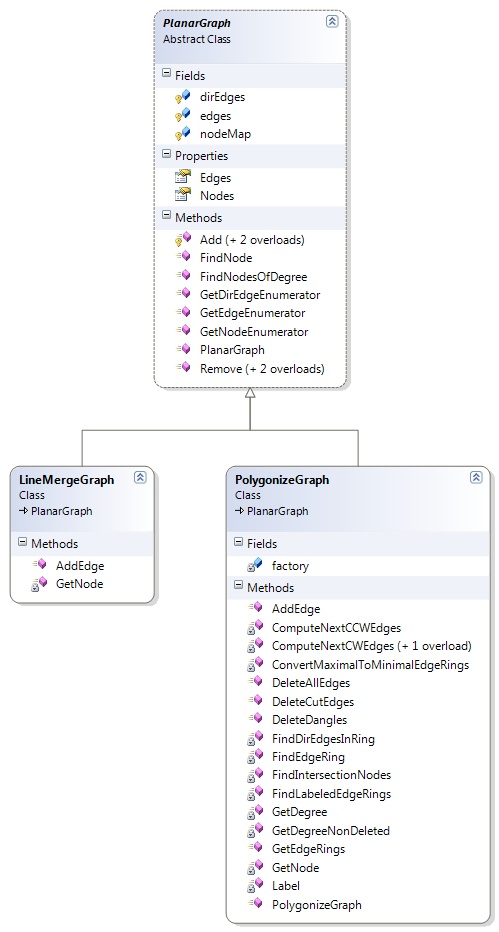 PlanarGraph
Abstract Class
Fields
dirEdges
edges
nodeMap
Properties
Edges
Nodes
Methods
Add (+ 2 overloads)
FindNode
FindNodesOfDegree
GetDirEdgeEnumerator
GetEdgeEnumerator
GetNodeEnumerator
PlanarGraph
Remove (+ 2 overloads)
LineMergeGraph
Class
PlanarGraph
Methods
AddEdge
GetNode
PolygonizeGraph
Class
PlanarGraph
Fields
factory
Methods
AddEdge
ComputeNextCCWEdges
ComputeNextCWEdges (+ 1 overload)
ConvertMaximalToMinimalEdgeRings
DeleteAllEdges
DeleteCutEdges
DeleteDangles
FindDirEdgesInRing
FindEdgeRing
FindIntersectionNodes
FindLabeledEdgeRings
GetDegree
GetDegreeNonDeleted
GetEdgeRings
GetNode
Label
PolygonizeGraph